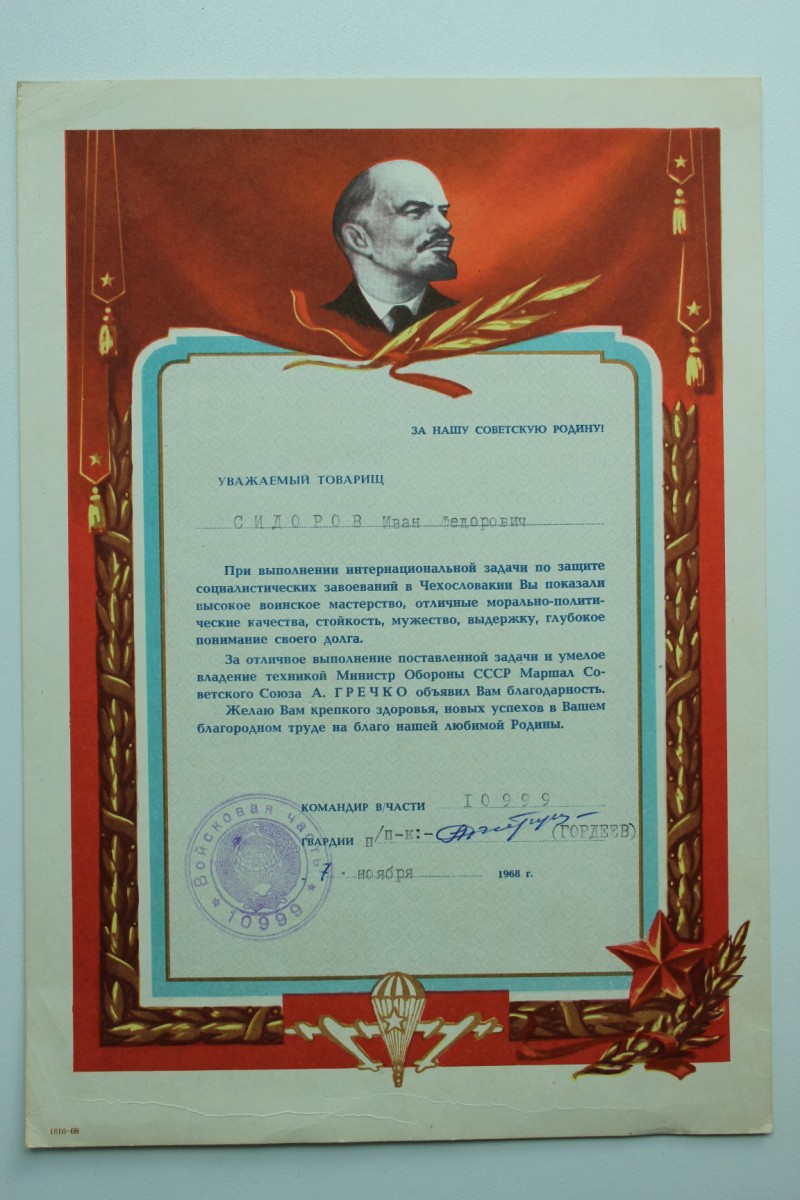 ЗА НАШУ СОВЕТСКУЮ РОДИНУ!
УВАЖАЕМЫЙ ТОВАРИЩ
СИДОРОВ Иван Федорович
При выполнении интернациональной задачи по защите
социалистических завоеваний в Чехословакии Вы показали
высокое воинское мастерство, отличные морально-полити-
ческие качества, стойкость, мужество, выдержку, глубокое
понимание своего долга.
За отличное выполнение поставленной задачи и умелое
владение техникой Министр Обороны СССР Маршал Со-
ветского Союза А. ГРЕЧКО объявил Вам благодарность.
Желаю Вам крепкого здоровья, новых успехов в Вашем
благородном труде на благо нашей любимой Родины.
КОМАНДИР В/ЧАСТИ 10999
ГВАРДИИ п/п-к:- (ГОРДЕЕВ)
7 ноября 1968 г.
Войсковая часть
* 10999 *
1610-68